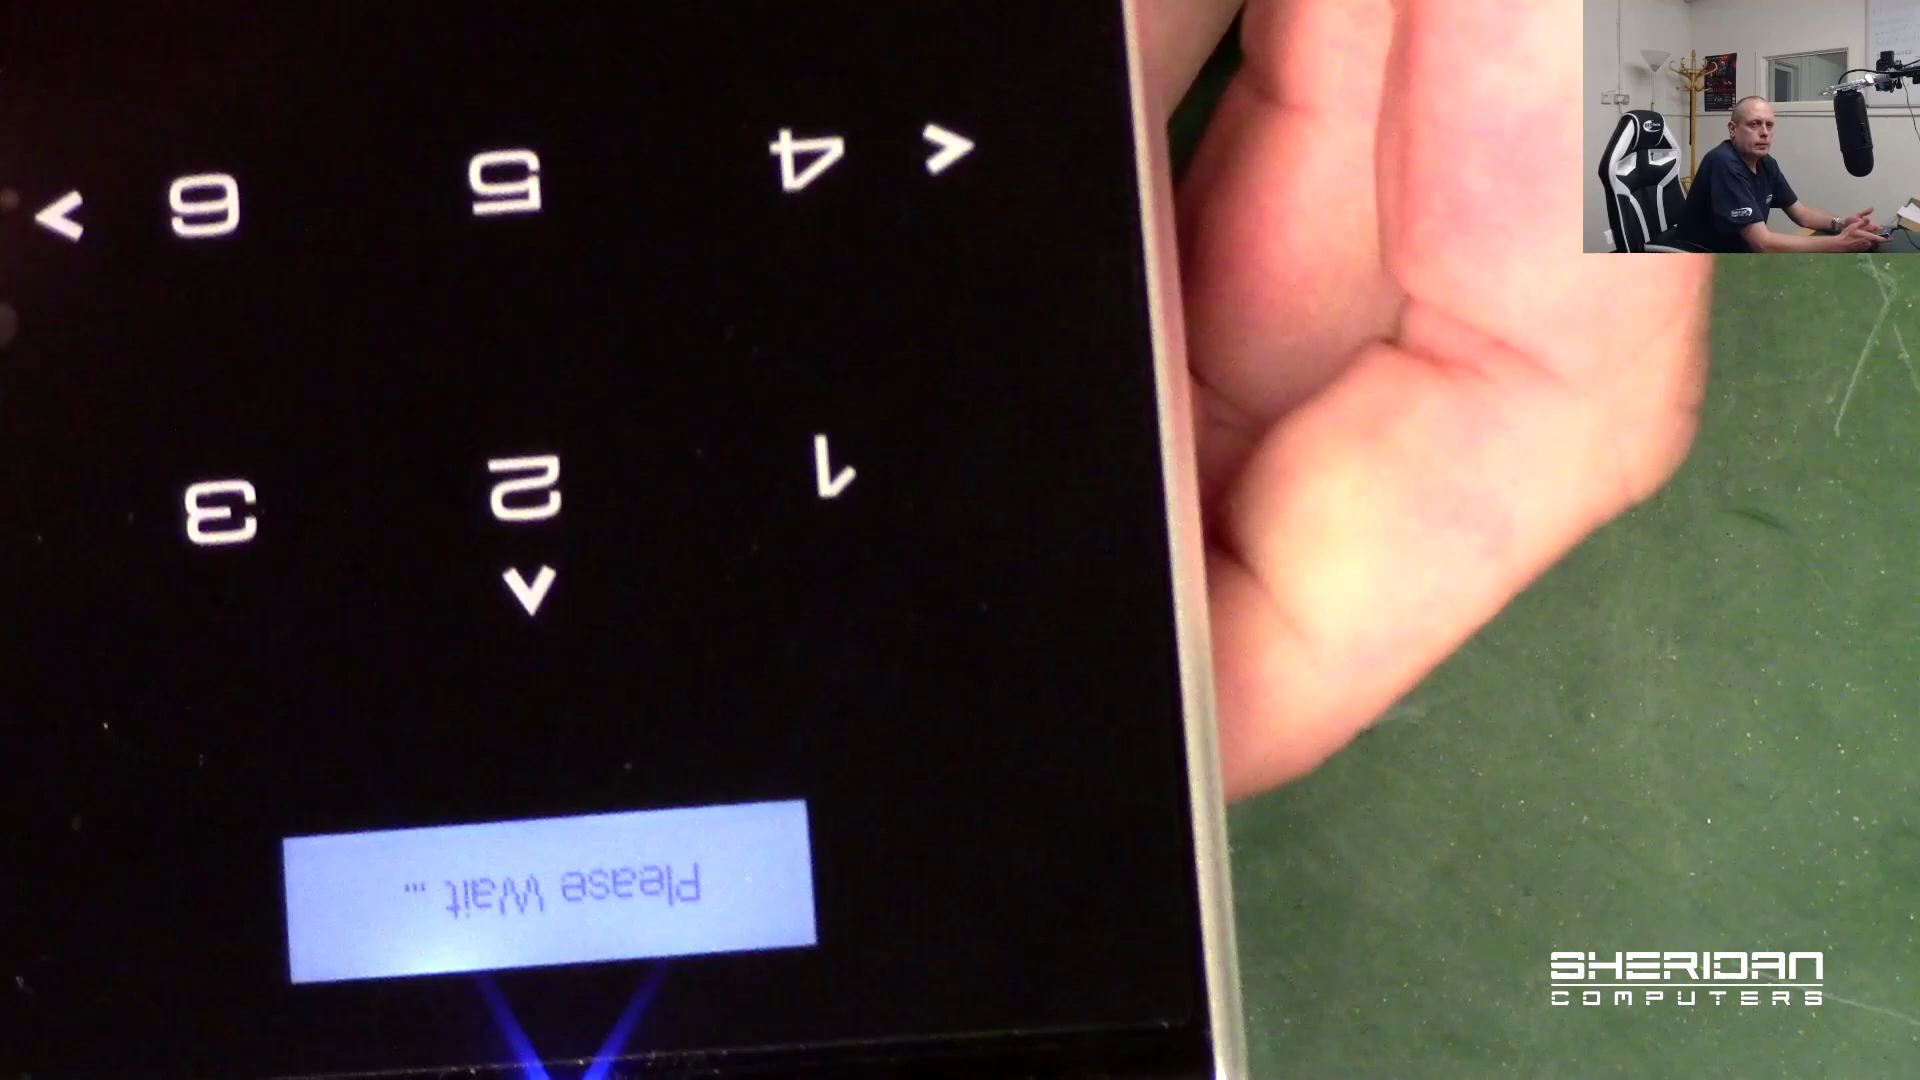 Please Wait ...
^
1 2 3
< 4 5 6 >
SHERIDAN
COMPUTERS